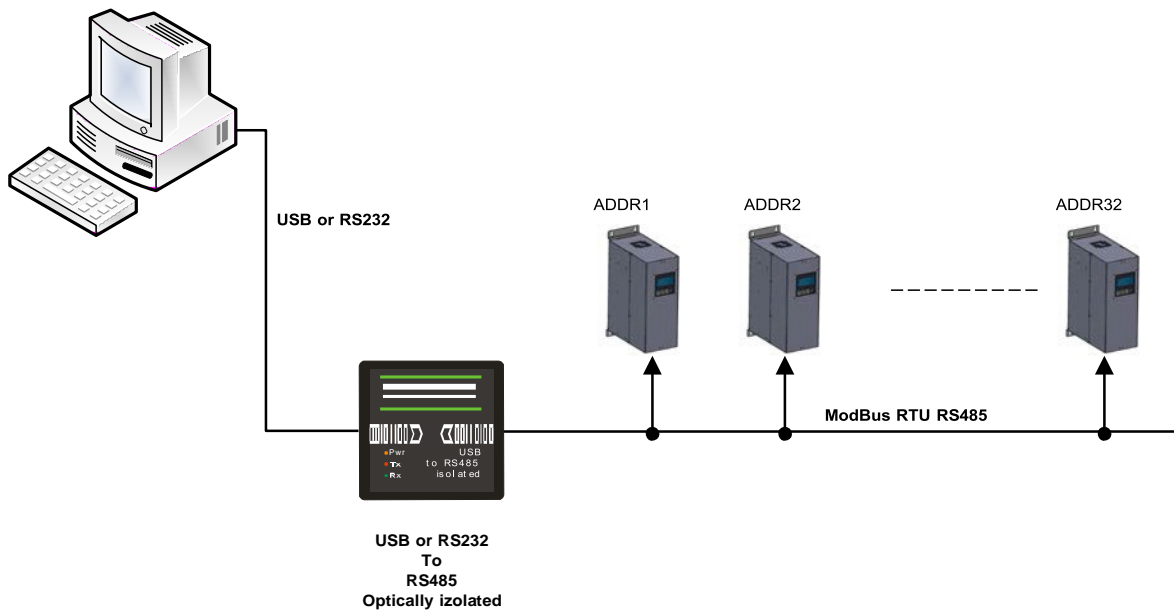 USB or RS232
ADDR1
ADDR2
ADDR32
ModBus RTU RS485
Pwr
USB
Tx
to RS485
Rx
isolated
USB or RS232
To
RS485
Optically izolated